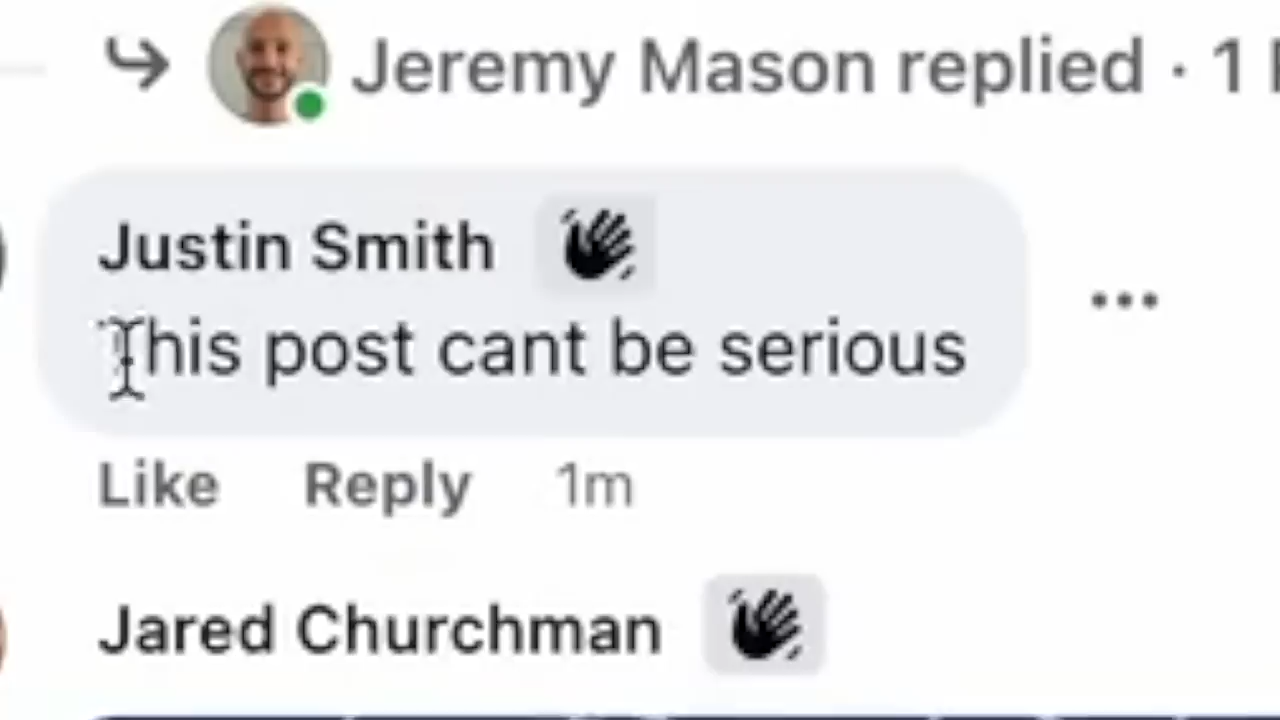 Jeremy Mason replied · 1
Justin Smith
This post cant be serious
Like Reply 1m
Jared Churchman